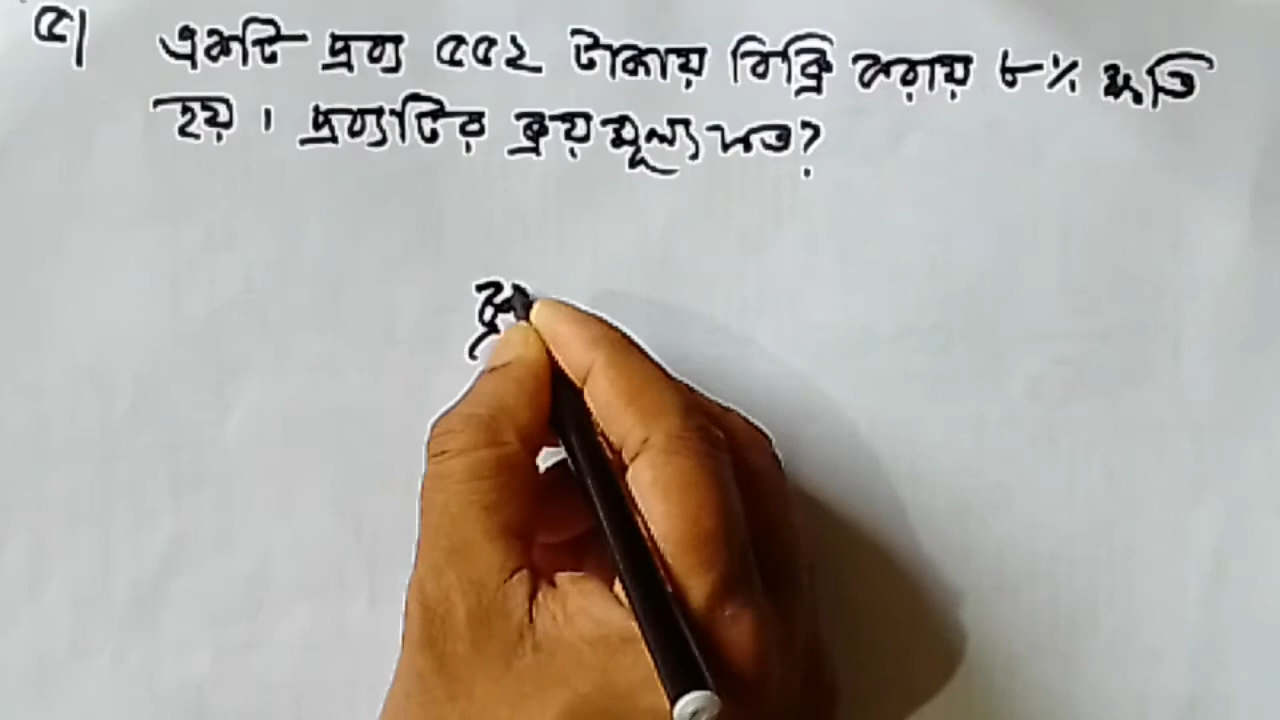 ৫। একটি দ্রব্য ৫৫২ টাকায় বিক্রি করায় ৮% ক্ষতি
হয়। দ্রব্যটির ক্রয়মূল্য কত?